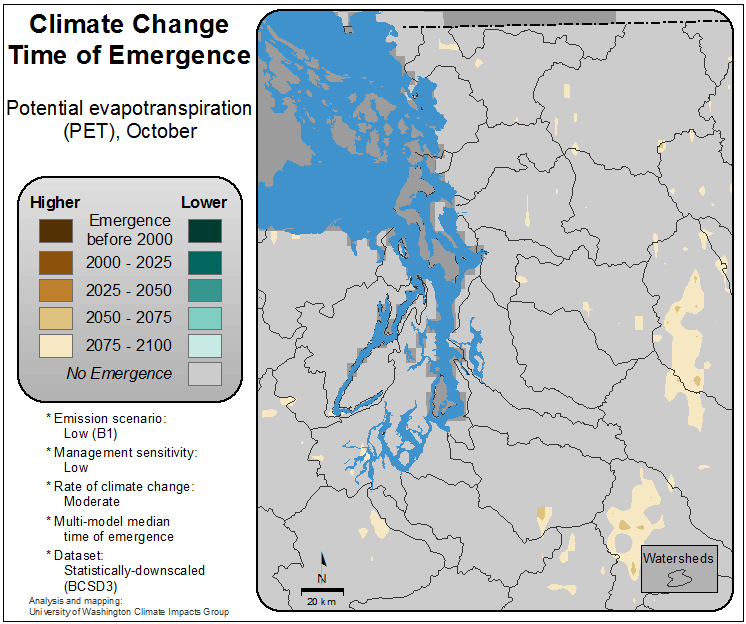 Climate Change
Time of Emergence
Potential evapotranspiration
(PET), October
Higher
Lower
Emergence
before 2000
2000 - 2025
2025 - 2050
2050 - 2075
2075 - 2100
No Emergence
* Emission scenario:
Low (B1)
* Management sensitivity:
Low
* Rate of climate change:
Moderate
* Multi-model median
time of emergence
* Dataset:
Statistically-downscaled
(BCSD3)
Analysis and mapping:
University of Washington Climate Impacts Group
N
20 km
Watersheds